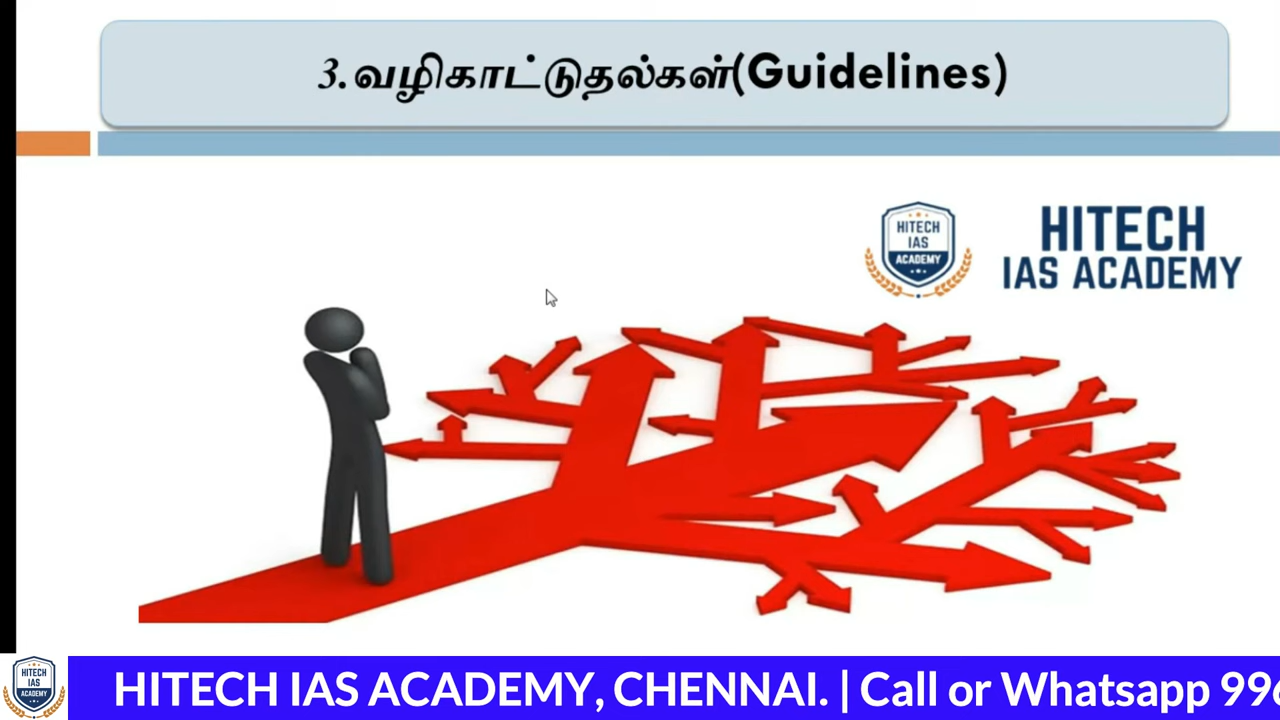 3.வழிகாட்டுதல்கள்(Guidelines)
HITECH
IAS
ACADEMY
HITECH
IAS ACADEMY
HITECH
IAS
ACADEMY
HITECH IAS ACADEMY, CHENNAI. | Call or Whatsapp 996